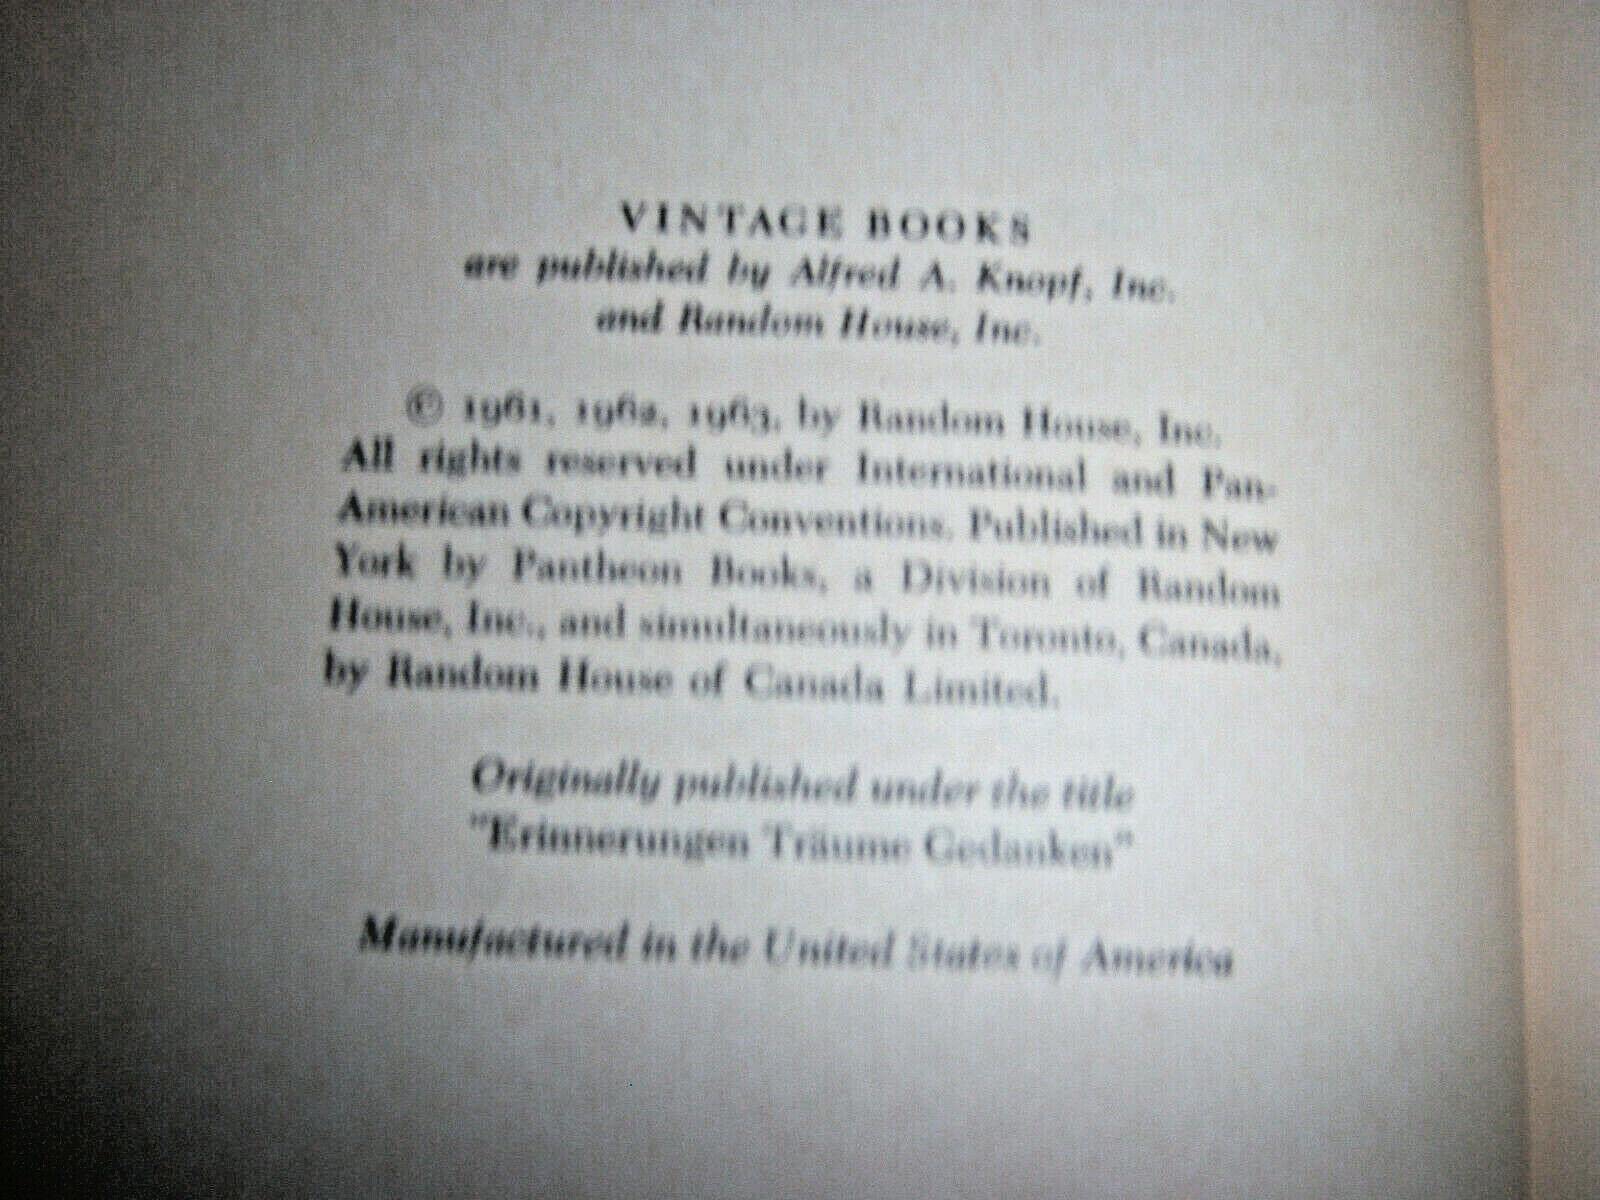 VINTAGE BOOKS
are published by Alfred A. Knopf, Inc.
and Random House, Inc.
© 1961, 1962, 1963, by Random House, Inc.
All rights reserved under International and Pan-
American Copyright Conventions. Published in New
York by Pantheon Books, a Division of Random
House, Inc., and simultaneously in Toronto, Canada,
by Random House of Canada Limited.
Originally published under the title
"Erinnerungen Träume Gedanken"
Manufactured in the United States of America